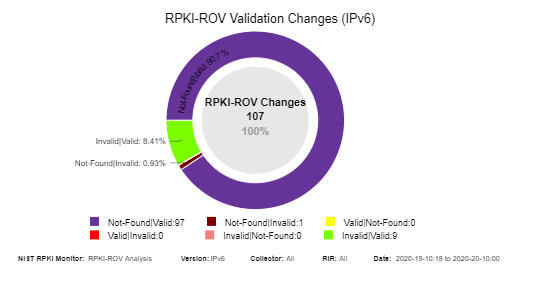 RPKI-ROV Validation Changes (IPv6)
Not-Found|Valid: 90.7 %
RPKI-ROV Changes
107
100%
Invalid|Valid: 8.41%
Not-Found|Invalid: 0.93%
Not-Found|Valid:97 Not-Found|Invalid:1 Valid|Not-Found:0
Valid|Invalid:0 Invalid|Not-Found:0 Invalid|Valid:9
NIST RPKI Monitor: RPKI-ROV Analysis Version: IPv6 Collector: All RIR: All Date: 2020-19-10:18 to 2020-20-10:00